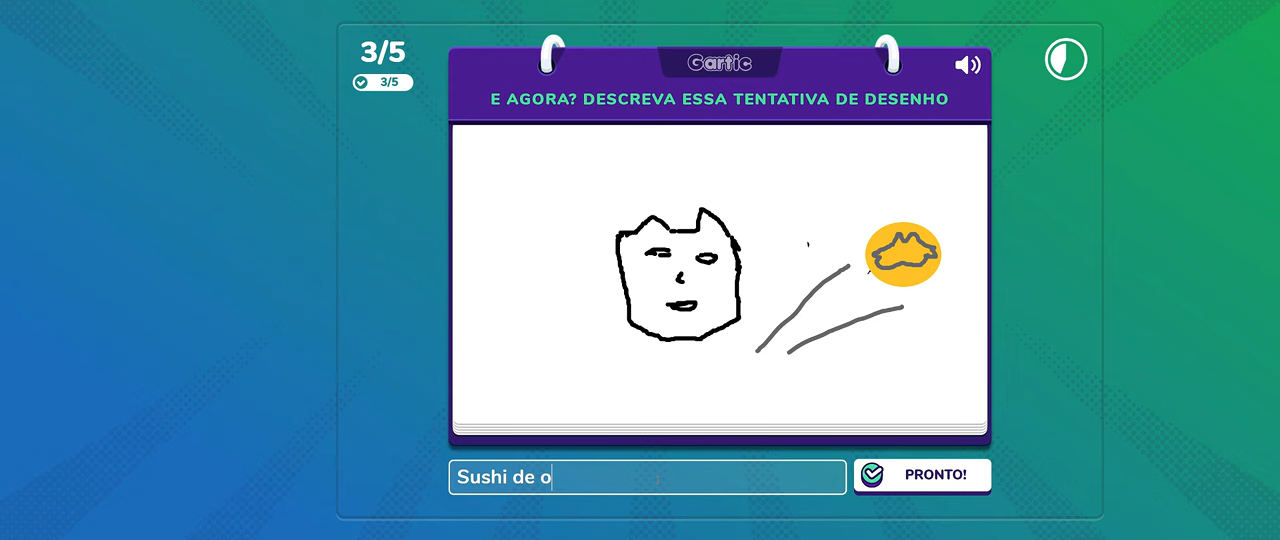 3/5
3/5
Gartic
E AGORA? DESCREVA ESSA TENTATIVA DE DESENHO
Sushi de o
PRONTO!